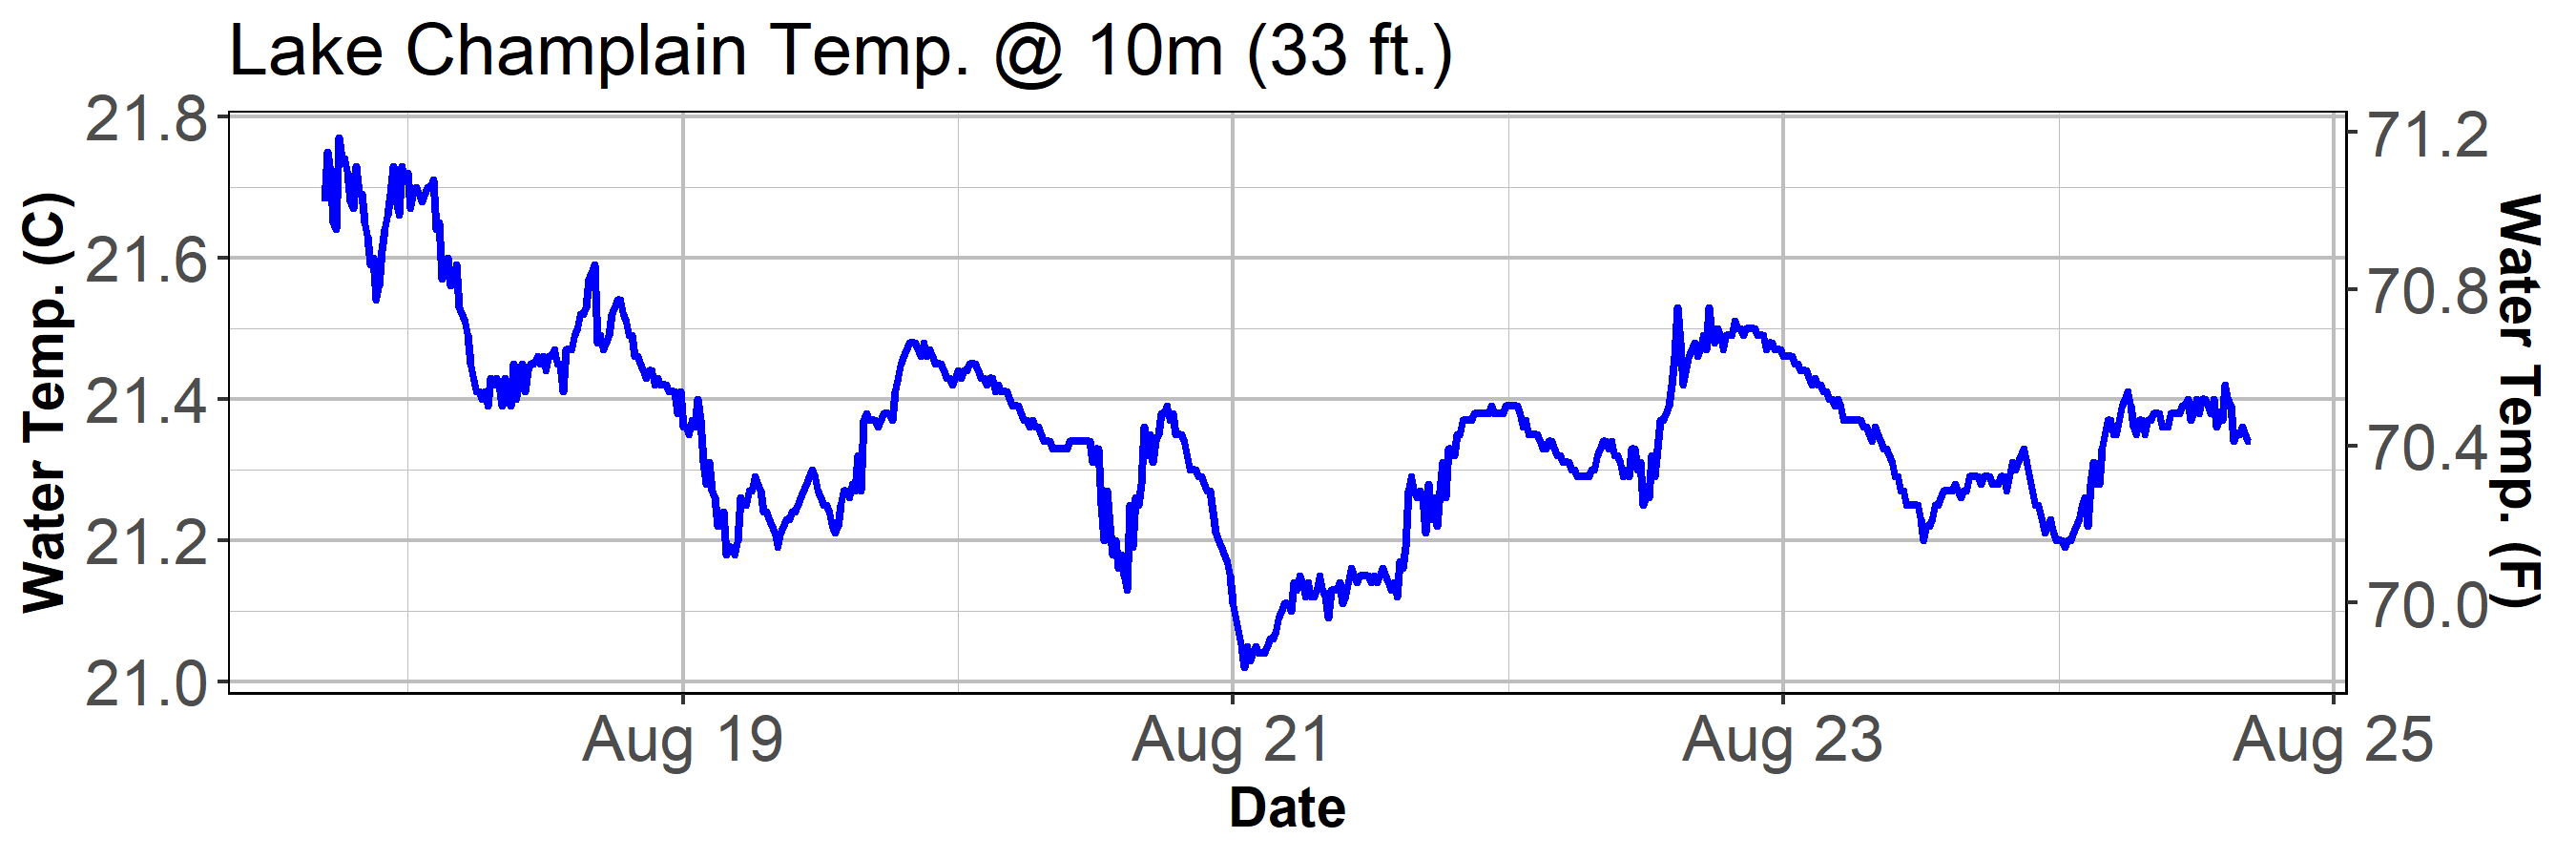 Lake Champlain Temp. @ 10m (33 ft.)
Water Temp. (C)
21.8
21.6
21.4
21.2
21.0
71.2
70.8
70.4
70.0
Water Temp. (F)
Aug 19
Aug 21
Aug 23
Aug 25
Date